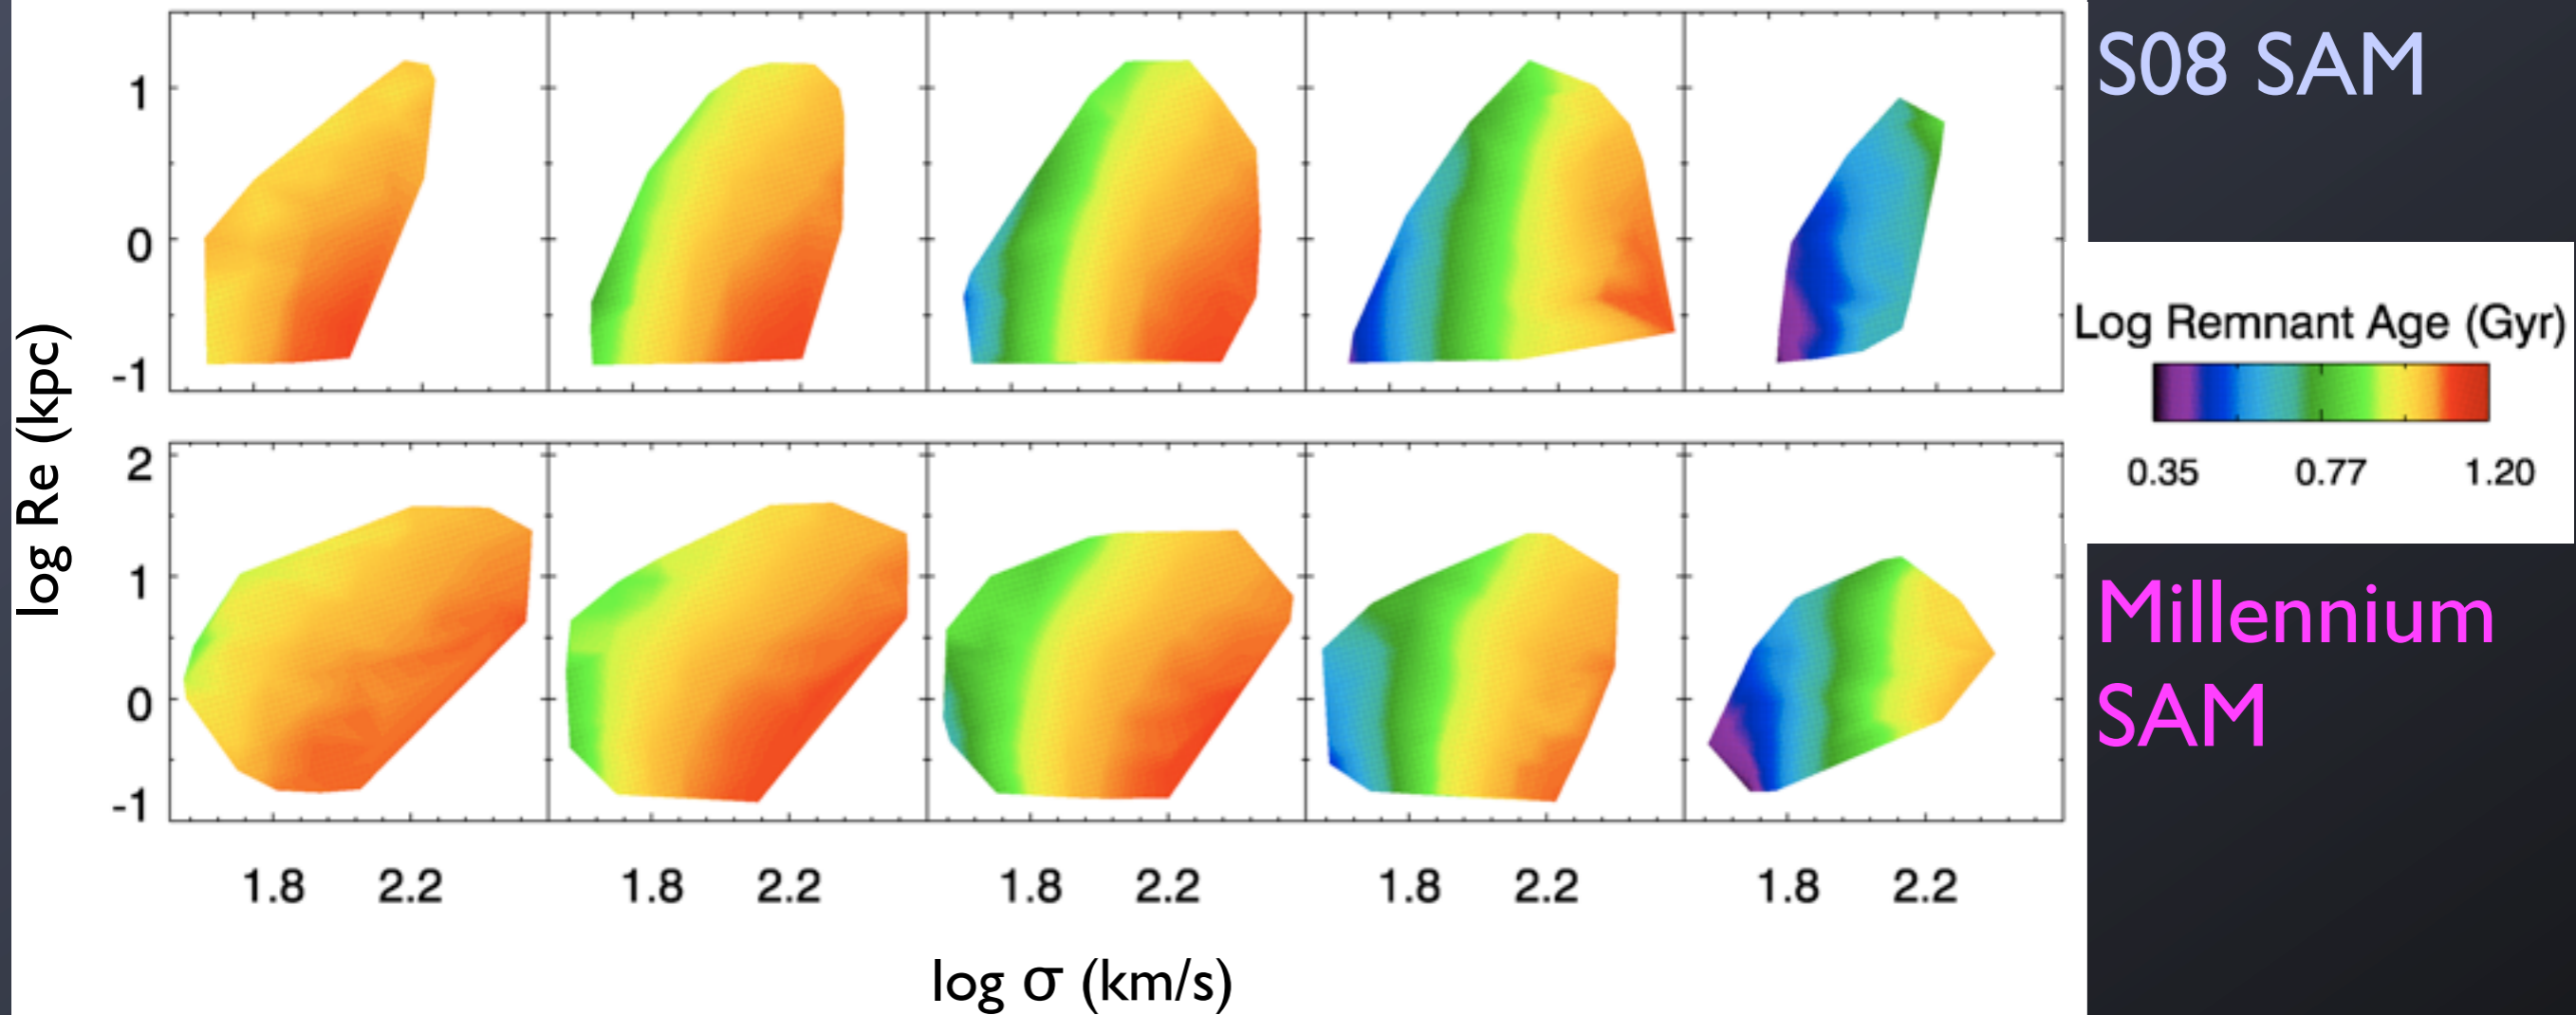 S08 SAM
1
0
-1
log Re (kpc)
Log Remnant Age (Gyr)
0.35 0.77 1.20
2
1
0
-1
Millennium
SAM
1.8 2.2 1.8 2.2 1.8 2.2 1.8 2.2 1.8 2.2
log σ (km/s)